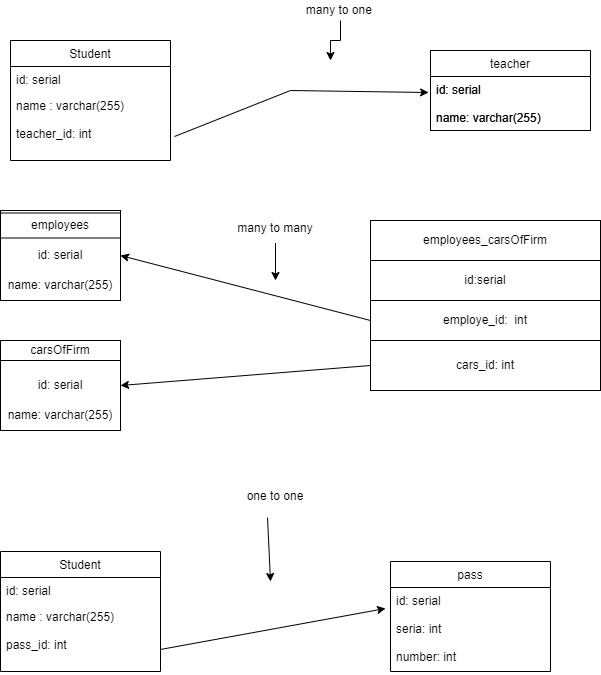 many to one
Student
id: serial
name : varchar(255)
teacher_id: int
teacher
id: serial
name: varchar(255)
employees
id: serial
name: varchar(255)
many to many
employees_carsOfFirm
id:serial
employe_id: int
cars_id: int
carsOfFirm
id: serial
name: varchar(255)
one to one
Student
id: serial
name : varchar(255)
pass_id: int
pass
id: serial
seria: int
number: int